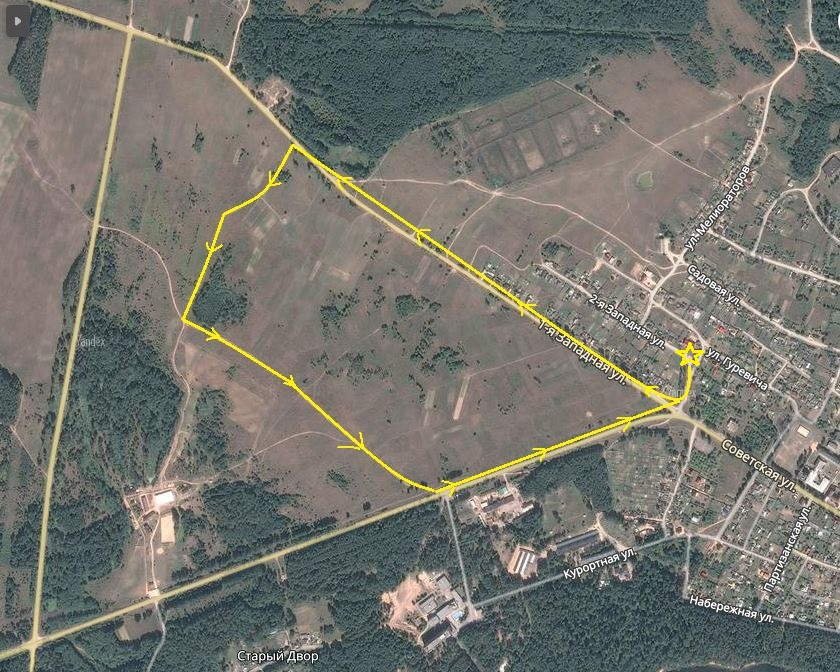 ул. Мелиораторов
Садовая ул.
2-я Западная ул.
1-я Западная ул.
ул. Гуревича
Yandex
Советская ул.
Партизанская ул.
Курортная ул.
Набережная ул.
Старый Двор